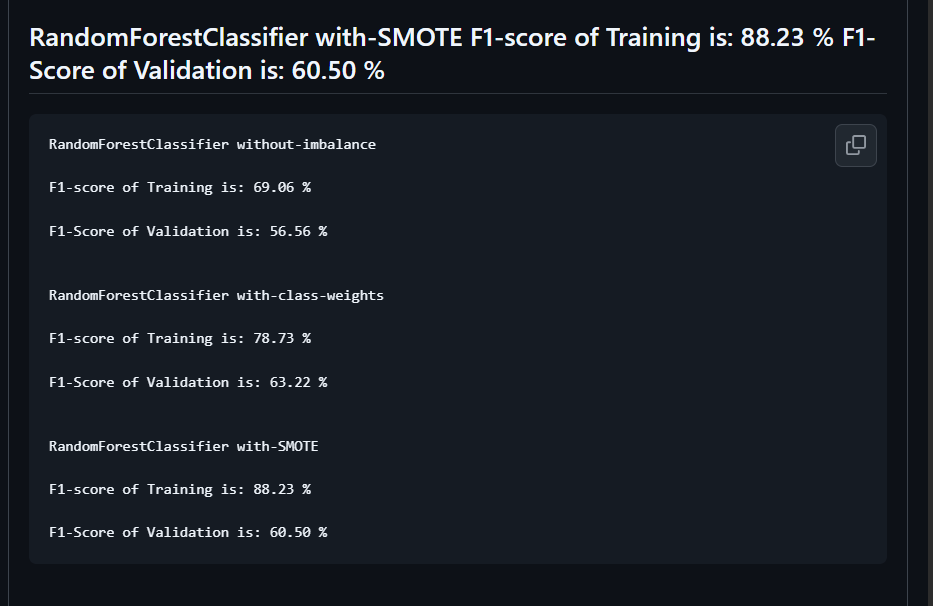 RandomForestClassifier with-SMOTE F1-score of Training is: 88.23 % F1-
Score of Validation is: 60.50 %
RandomForestClassifier without-imbalance
F1-score of Training is: 69.06 %
F1-Score of Validation is: 56.56 %
RandomForestClassifier with-class-weights
F1-score of Training is: 78.73 %
F1-Score of Validation is: 63.22 %
RandomForestClassifier with-SMOTE
F1-score of Training is: 88.23 %
F1-Score of Validation is: 60.50 %